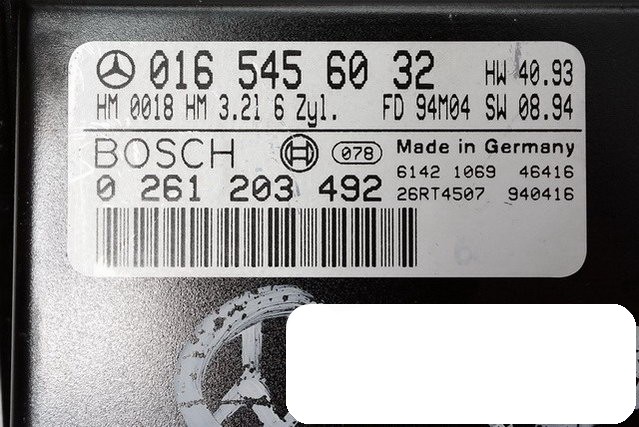 016 545 60 32 HW 40.93
HM 0018 HM 3.2l 6 Zyl. FD 94M04 SW 08.94
BOSCH 078 Made in Germany
6142 1069 46416
0 261 203 492 26RT4507 940416